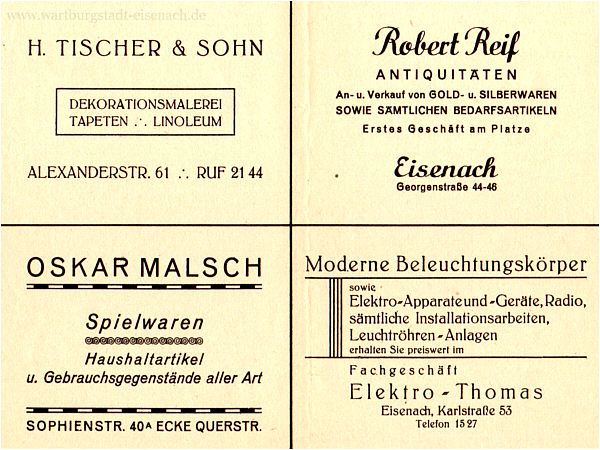 www.wartburgstadt-eisenach.de
H. TISCHER & SOHN
DEKORATIONSMALEREI
TAPETEN ∴ LINOLEUM
ALEXANDERSTR. 61 ∴ RUF 21 44
Robert Reif
ANTIQUITÄTEN
An- u. Verkauf von GOLD- u. SILBERWAREN
SOWIE SÄMTLICHEN BEDARFSARTIKELN
Erstes Geschäft am Platze
Eisenach
Georgenstraße 44-46
OSKAR MALSCH
Spielwaren
Haushaltartikel
u. Gebrauchsgegenstände aller Art
SOPHIENSTR. 40A ECKE QUERSTR.
Moderne Beleuchtungskörper
sowie
Elektro-Apparate und -Geräte, Radio,
sämtliche Installationsarbeiten,
Leuchtröhren-Anlagen
erhalten Sie preiswert im
Fachgeschäft
Elektro-Thomas
Eisenach, Karlstraße 53
Telefon 15 27